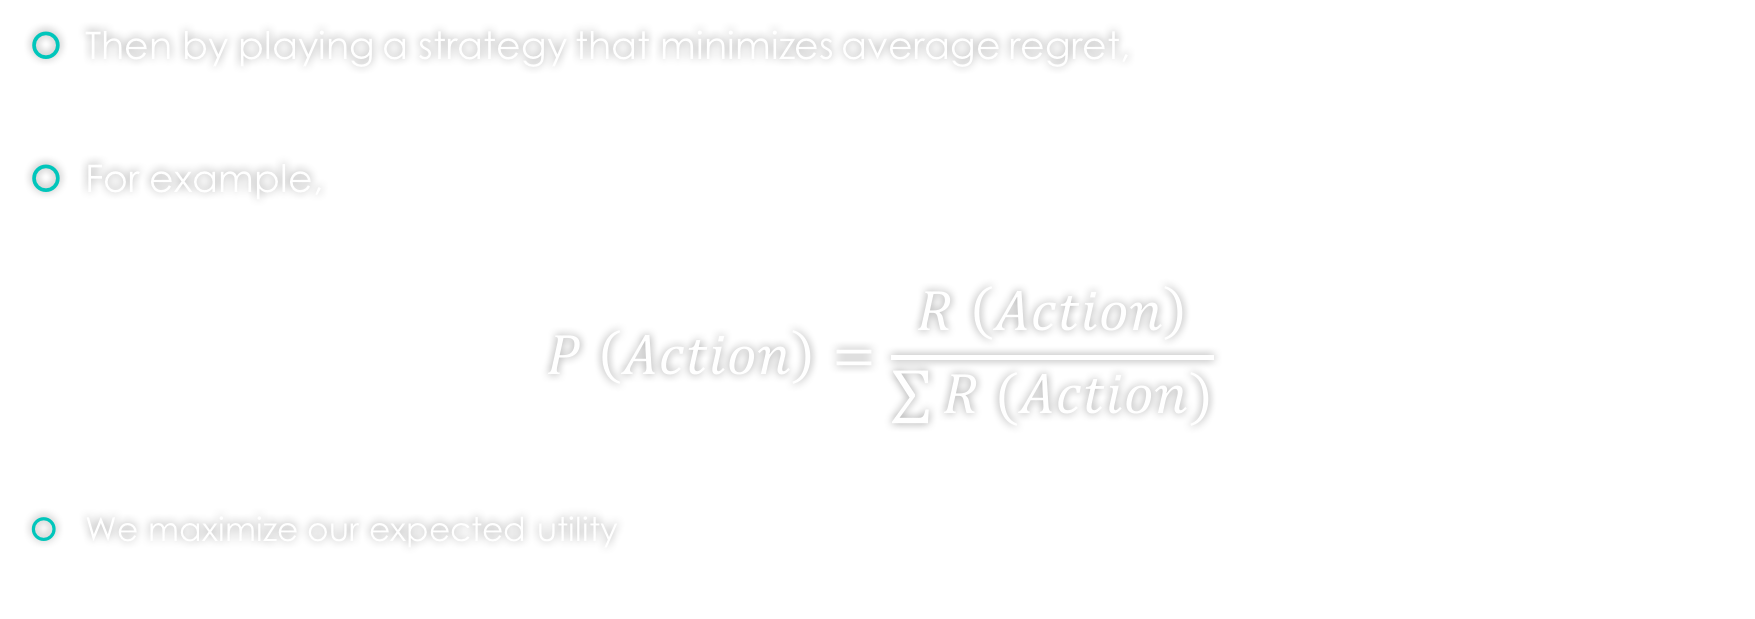 Then by playing a strategy that minimizes average regret,
For example,
P (Action) = R (Action) / ∑ R (Action)
We maximize our expected utility